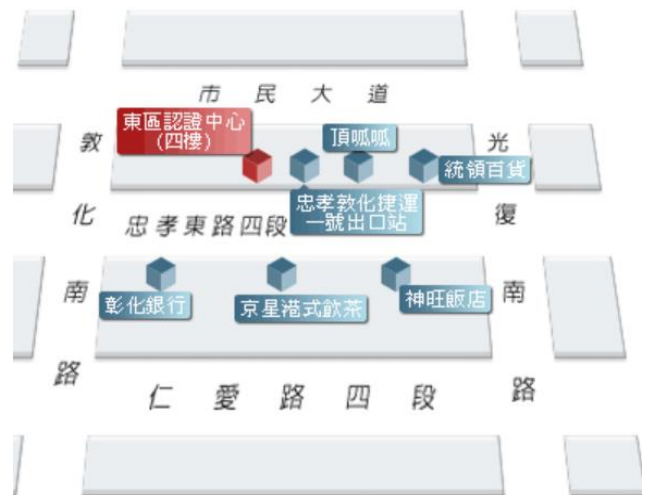 市民大道
東區認證中心
(四樓)
頂呱呱
統領百貨
忠孝敦化捷運
一號出口站
忠孝東路四段
敦化南路
光復南路
彰化銀行
京星港式飲茶
神旺飯店
仁愛路四段